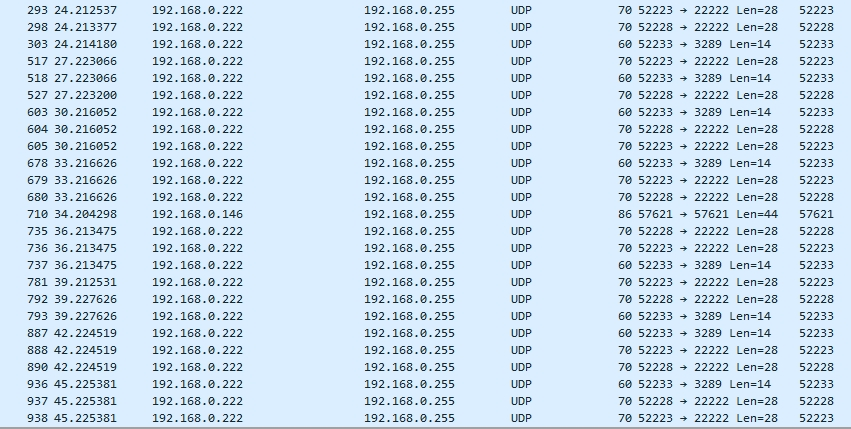 293 24.212537 192.168.0.222 192.168.0.255 UDP 70 52223 → 22222 Len=28 52223
298 24.213377 192.168.0.222 192.168.0.255 UDP 70 52228 → 22222 Len=28 52228
303 24.214180 192.168.0.222 192.168.0.255 UDP 60 52233 → 3289 Len=14 52233
517 27.223066 192.168.0.222 192.168.0.255 UDP 70 52223 → 22222 Len=28 52223
518 27.223066 192.168.0.222 192.168.0.255 UDP 60 52233 → 3289 Len=14 52233
527 27.223200 192.168.0.222 192.168.0.255 UDP 70 52228 → 22222 Len=28 52228
603 30.216052 192.168.0.222 192.168.0.255 UDP 60 52233 → 3289 Len=14 52233
604 30.216052 192.168.0.222 192.168.0.255 UDP 70 52228 → 22222 Len=28 52228
605 30.216052 192.168.0.222 192.168.0.255 UDP 70 52223 → 22222 Len=28 52223
678 33.216626 192.168.0.222 192.168.0.255 UDP 60 52233 → 3289 Len=14 52233
679 33.216626 192.168.0.222 192.168.0.255 UDP 70 52223 → 22222 Len=28 52223
680 33.216626 192.168.0.222 192.168.0.255 UDP 70 52228 → 22222 Len=28 52228
710 34.204298 192.168.0.146 192.168.0.255 UDP 86 57621 → 57621 Len=44 57621
735 36.213475 192.168.0.222 192.168.0.255 UDP 70 52228 → 22222 Len=28 52228
736 36.213475 192.168.0.222 192.168.0.255 UDP 70 52223 → 22222 Len=28 52223
737 36.213475 192.168.0.222 192.168.0.255 UDP 60 52233 → 3289 Len=14 52233
781 39.212531 192.168.0.222 192.168.0.255 UDP 70 52223 → 22222 Len=28 52223
792 39.227626 192.168.0.222 192.168.0.255 UDP 70 52228 → 22222 Len=28 52228
793 39.227626 192.168.0.222 192.168.0.255 UDP 60 52233 → 3289 Len=14 52233
887 42.224519 192.168.0.222 192.168.0.255 UDP 60 52233 → 3289 Len=14 52233
888 42.224519 192.168.0.222 192.168.0.255 UDP 70 52223 → 22222 Len=28 52223
890 42.224519 192.168.0.222 192.168.0.255 UDP 70 52228 → 22222 Len=28 52228
936 45.225381 192.168.0.222 192.168.0.255 UDP 60 52233 → 3289 Len=14 52233
937 45.225381 192.168.0.222 192.168.0.255 UDP 70 52228 → 22222 Len=28 52228
938 45.225381 192.168.0.222 192.168.0.255 UDP 70 52223 → 22222 Len=28 52223